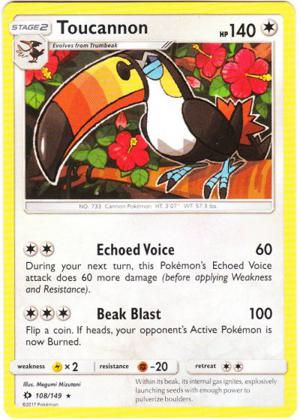 STAGE2 Toucannon HP140
Evolves from Trumbeak
NO. 733 Cannon Pokémon HT: 3'07" WT: 57.3 lbs.
Echoed Voice 60
During your next turn, this Pokémon's Echoed Voice
attack does 60 more damage (before applying Weakness
and Resistance).
Beak Blast 100
Flip a coin. If heads, your opponent's Active Pokémon is
now Burned.
weakness ×2 resistance -20 retreat
Illus. Megumi Mizutani
108/149 ★
©2017 Pokémon
Within its beak, its internal gas ignites, explosively
launching seeds with enough power to
pulverize boulders.